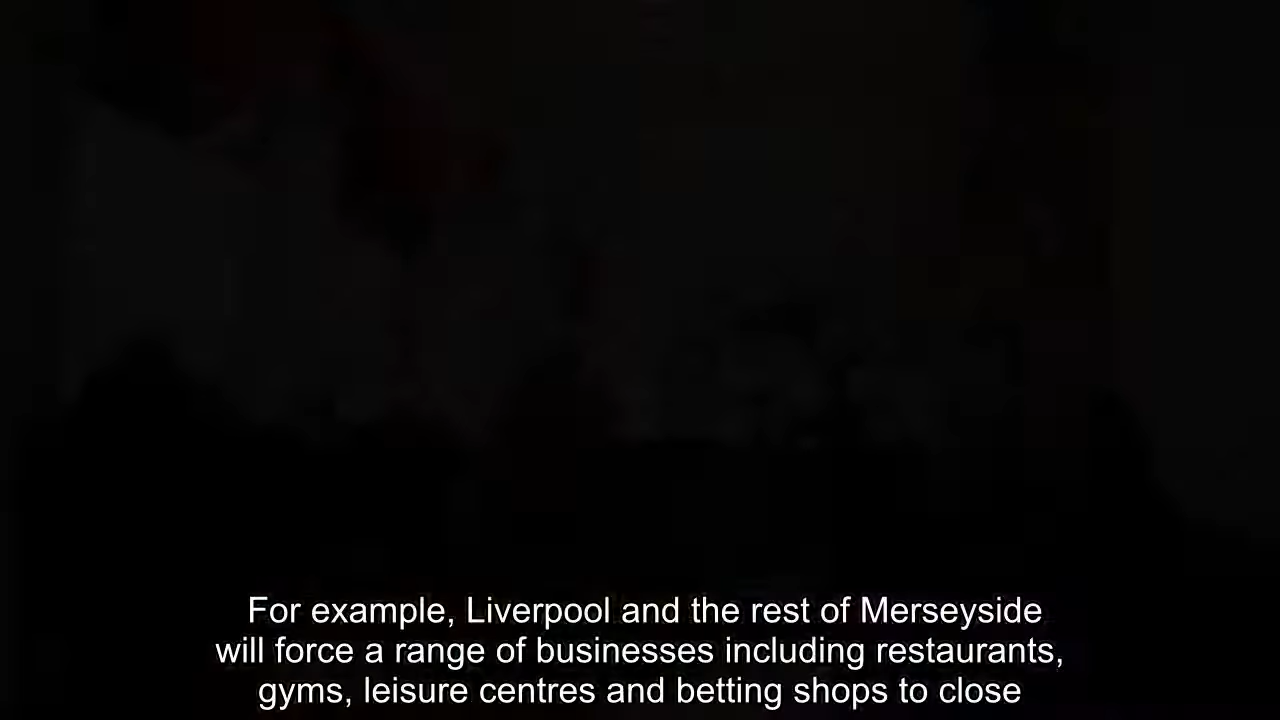 For example, Liverpool and the rest of Merseyside
will force a range of businesses including restaurants,
gyms, leisure centres and betting shops to close